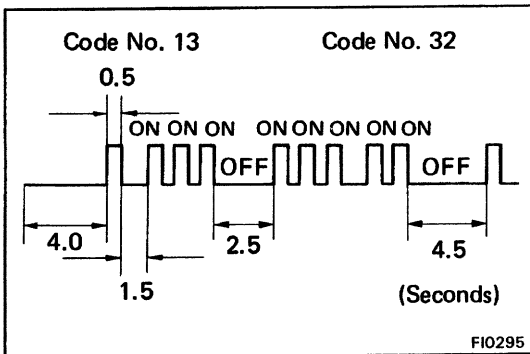 Code No. 13 Code No. 32
0.5
ON ON ON ON ON ON ON ON
OFF OFF
4.0 2.5 4.5
1.5 (Seconds)
FI0295